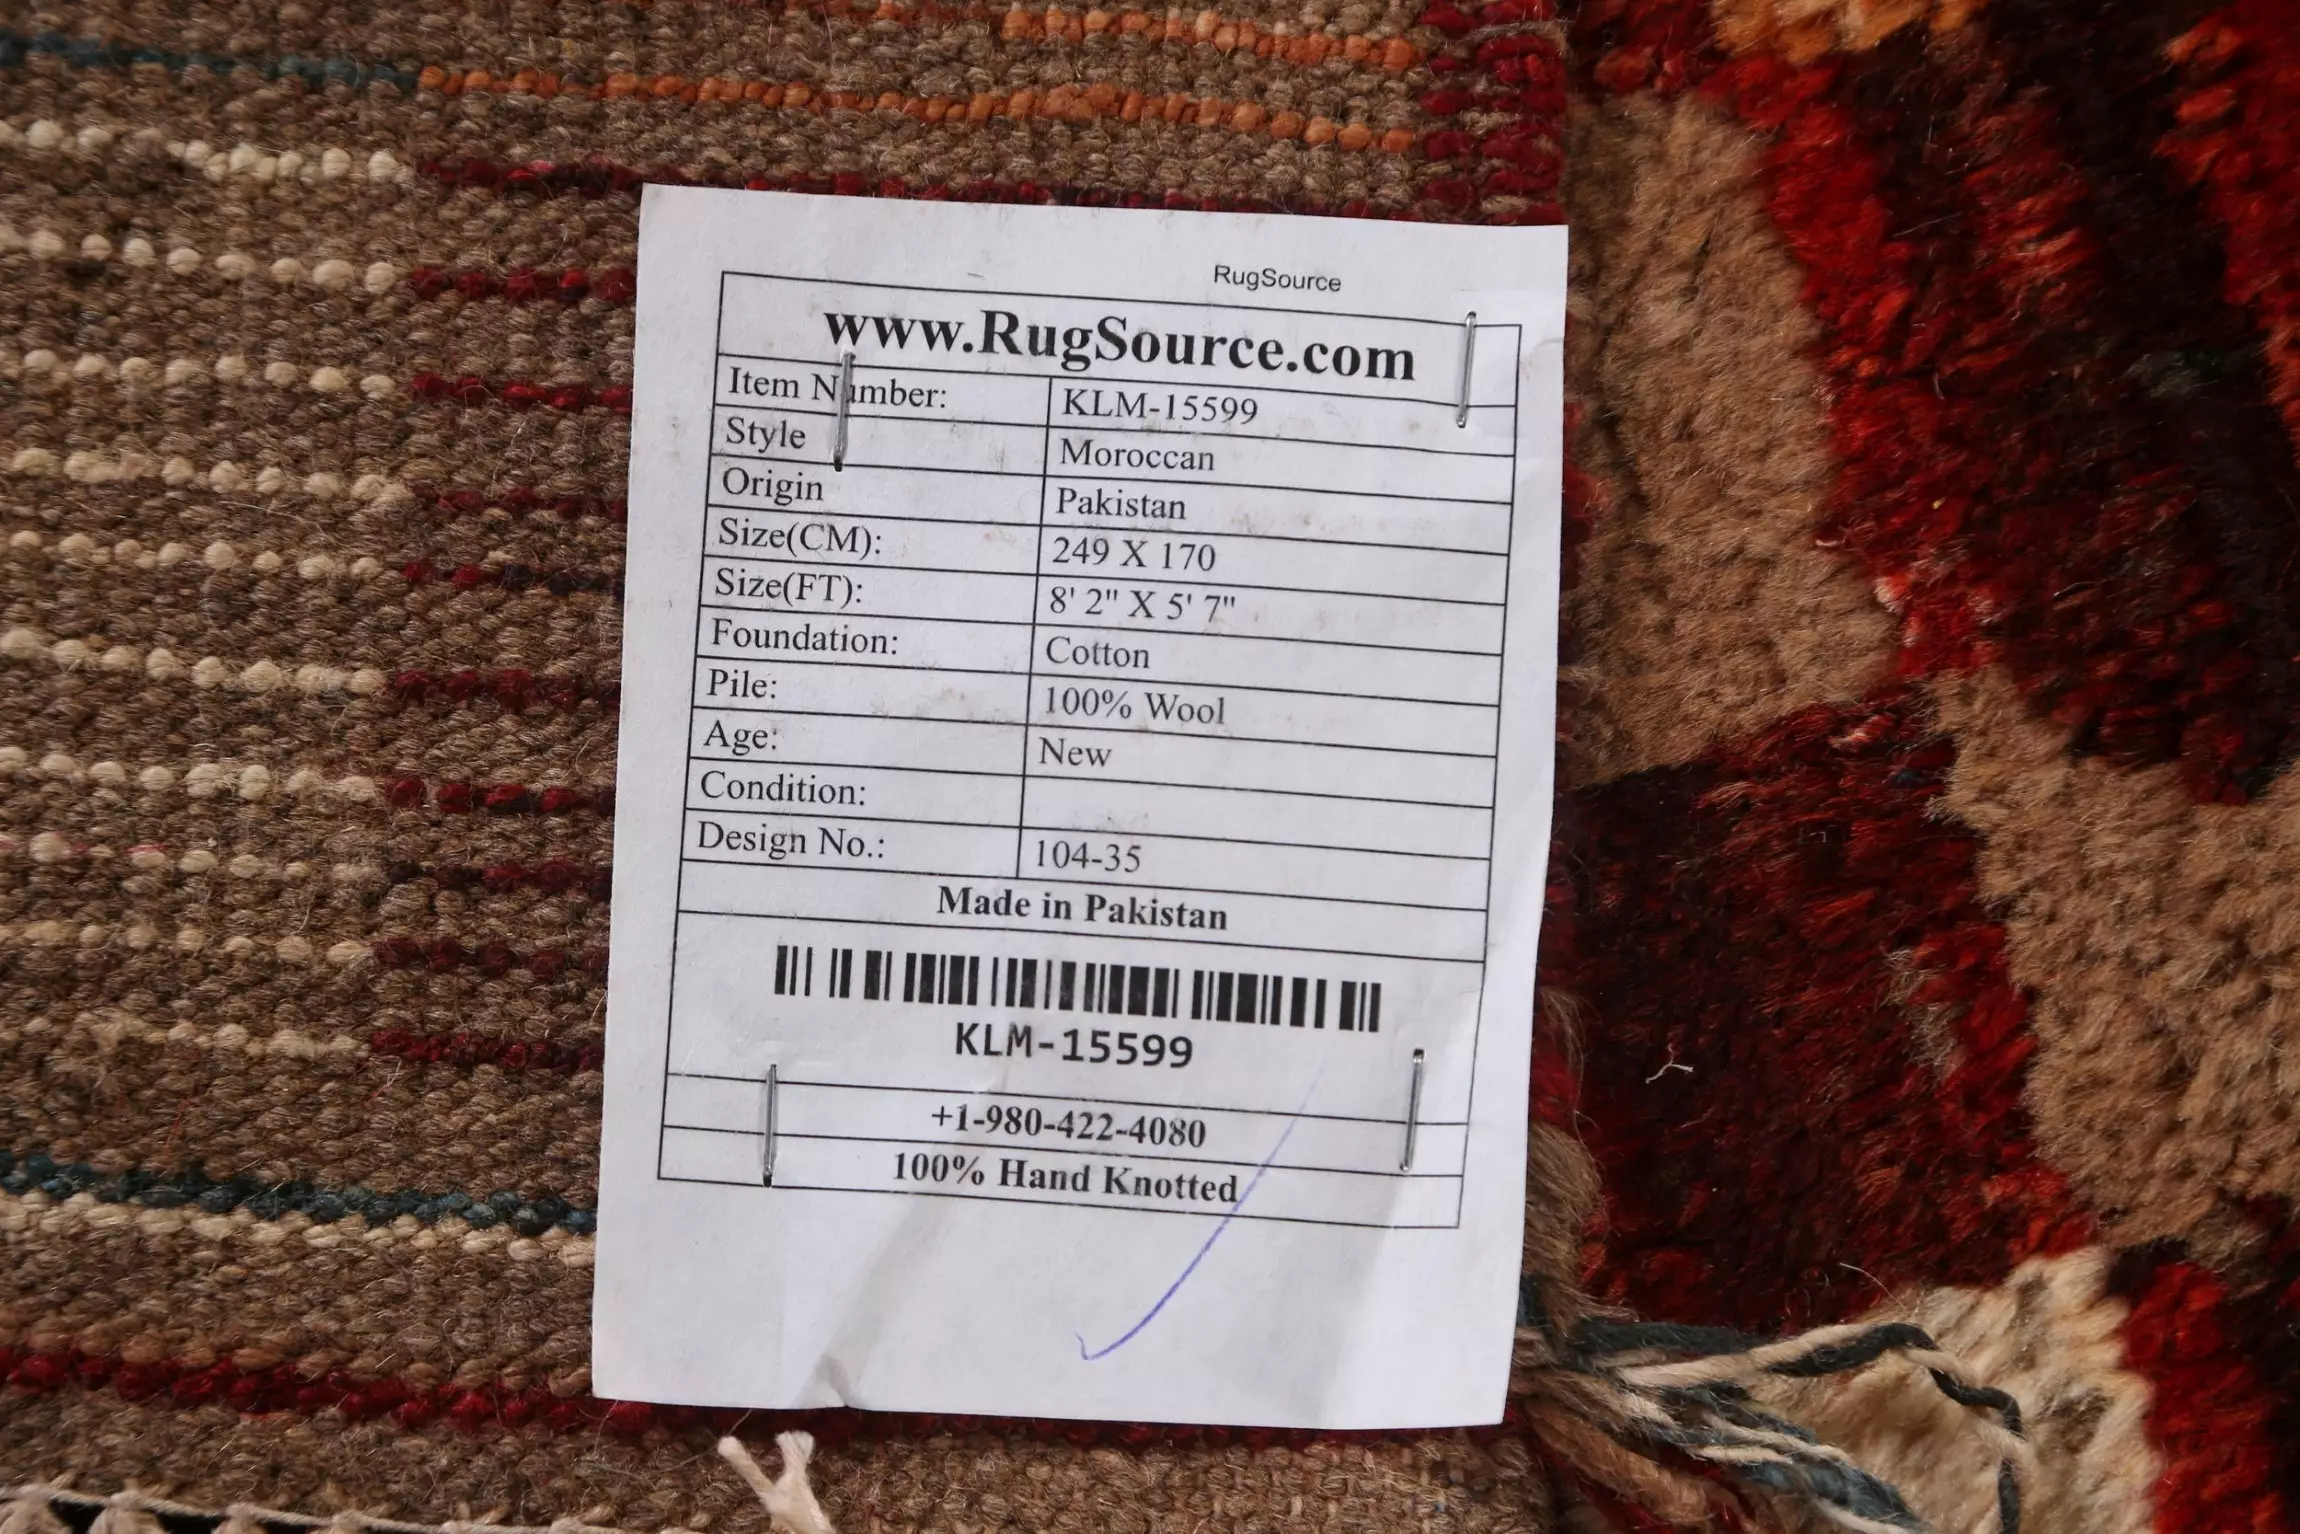 RugSource
www.RugSource.com
Item Number: KLM-15599
Style Moroccan
Origin Pakistan
Size(CM): 249 X 170
Size(FT): 8' 2" X 5' 7"
Foundation: Cotton
Pile: 100% Wool
Age: New
Condition:
Design No.: 104-35
Made in Pakistan
KLM-15599
+1-980-422-4080
100% Hand Knotted